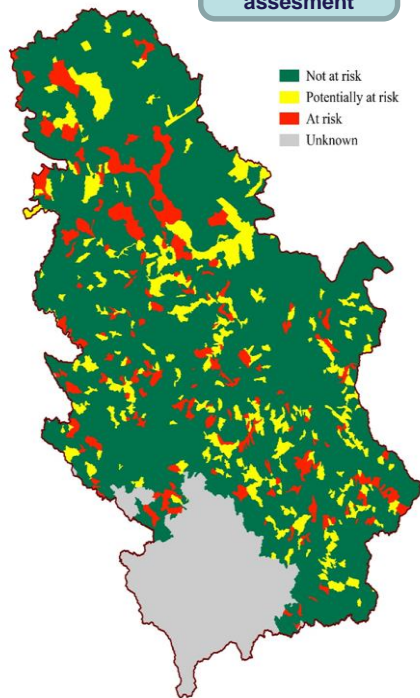 assesment
Not at risk
Potentially at risk
At risk
Unknown